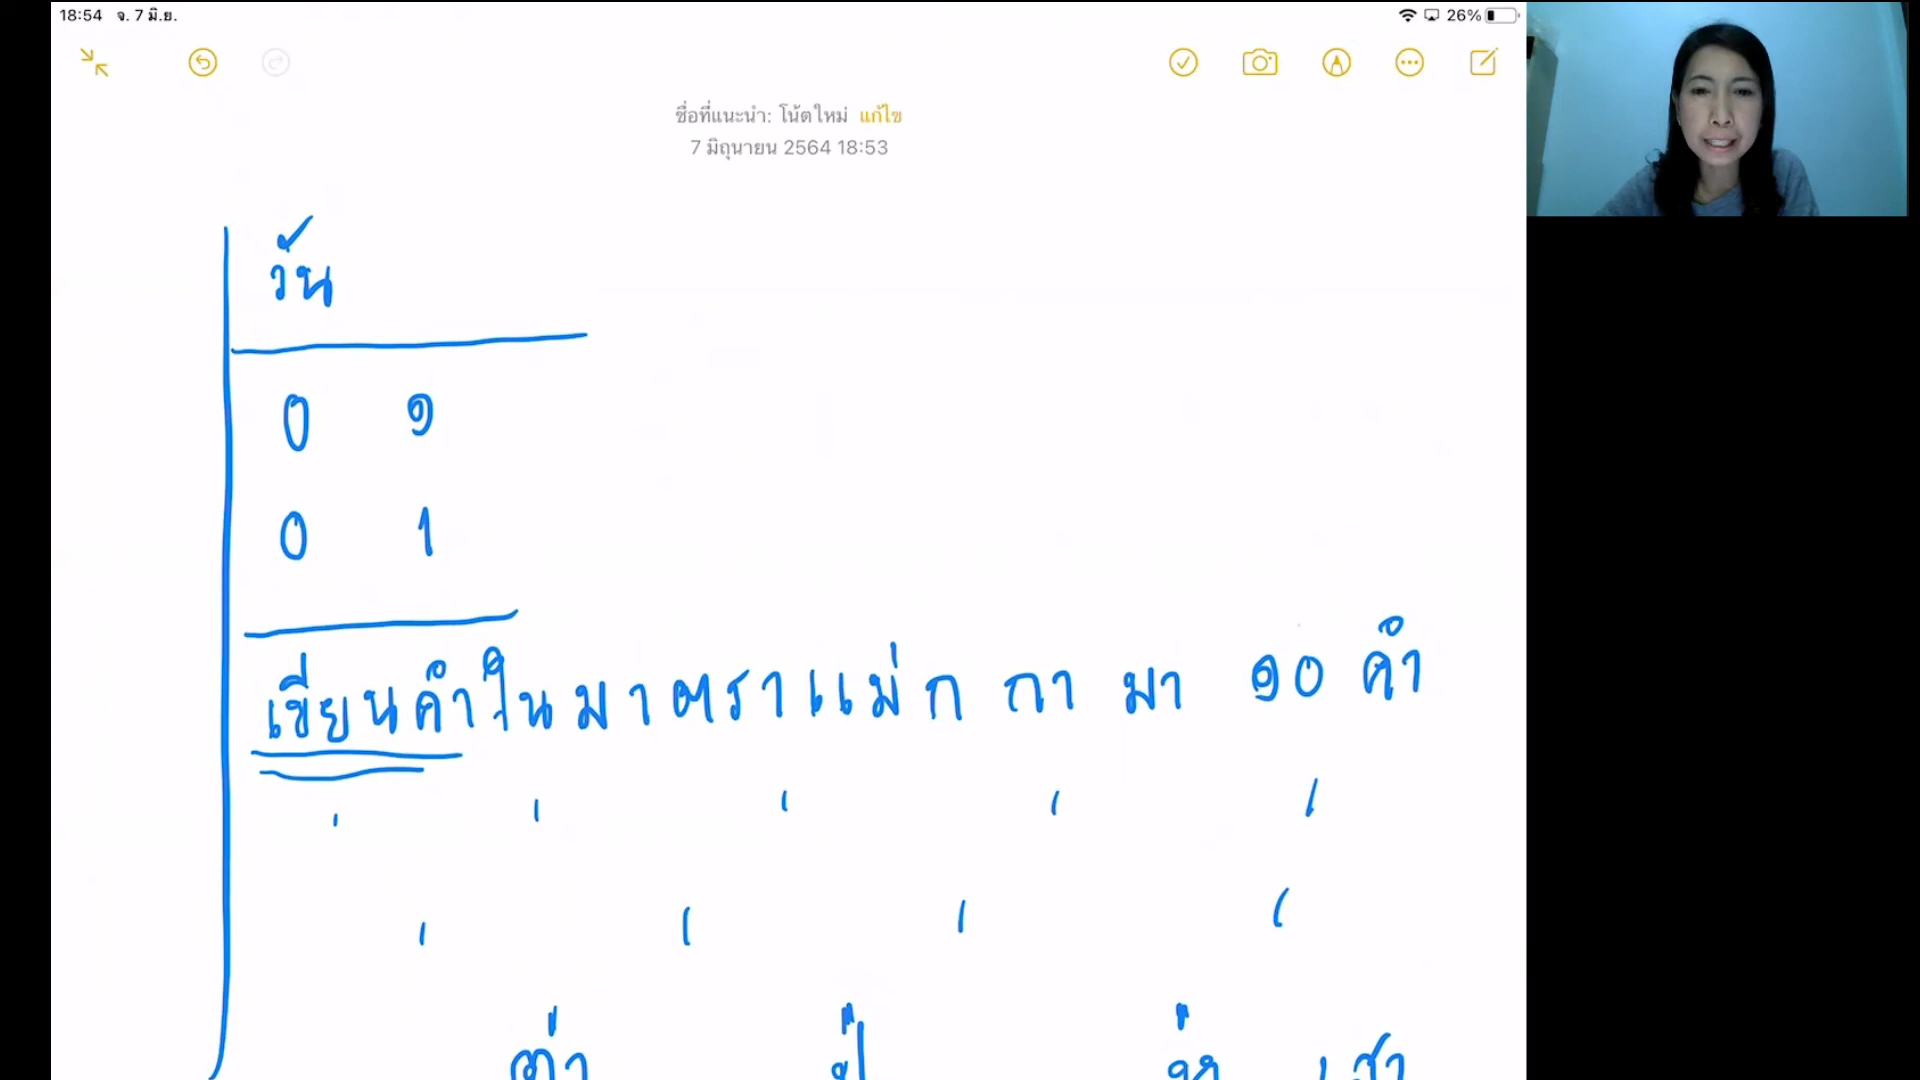 18:54 จ. 7 มิ.ย. 26%
ชื่อที่แนะนำ: โน้ตใหม่ แก้ไข
7 มิถุนายน 2564 18:53
วัน
0 ๑
0 1
เขียนคำในมาตราแม่ก กา มา ๑๐ คำ